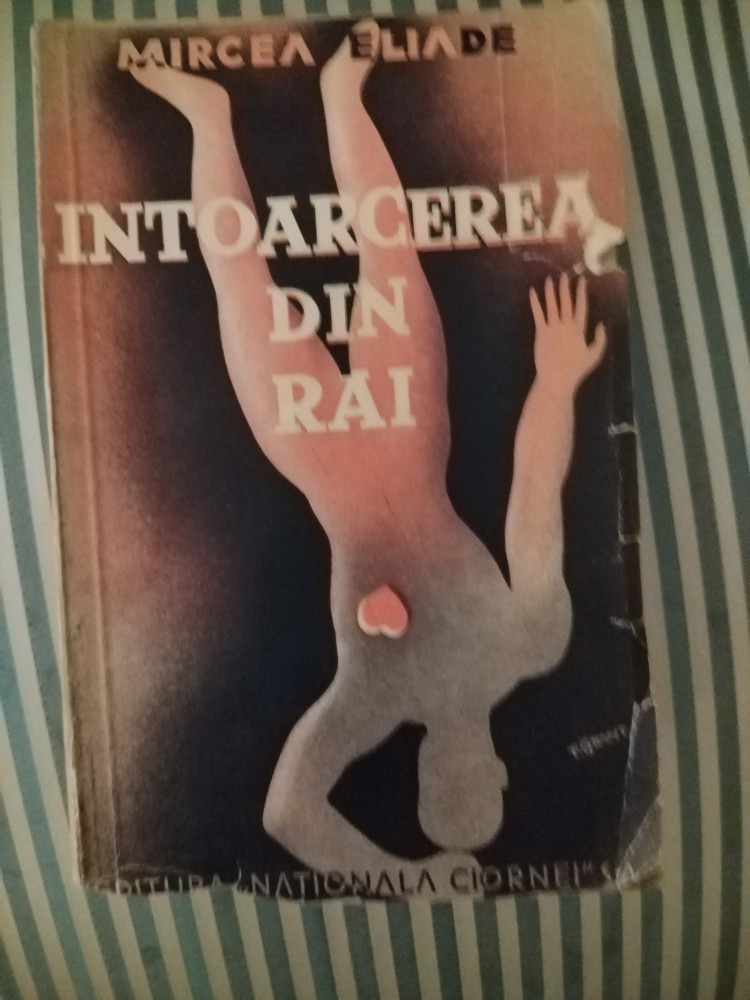 MIRCEA ELIADE
INTOARCEREA
DIN
RAI
EDITURA „NATIONALA CIORNEI" S.A.